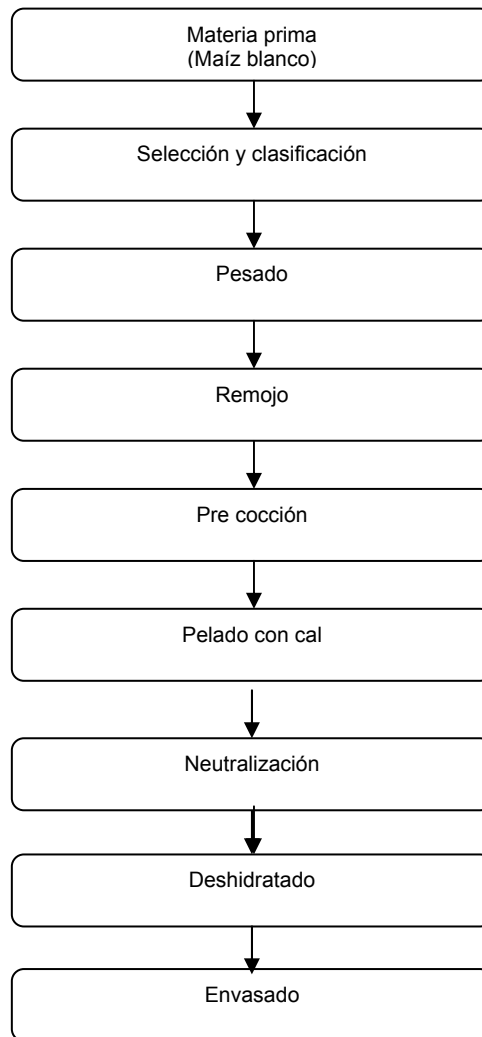 Materia prima
(Maíz blanco)
Selección y clasificación
Pesado
Remojo
Pre cocción
Pelado con cal
Neutralización
Deshidratado
Envasado